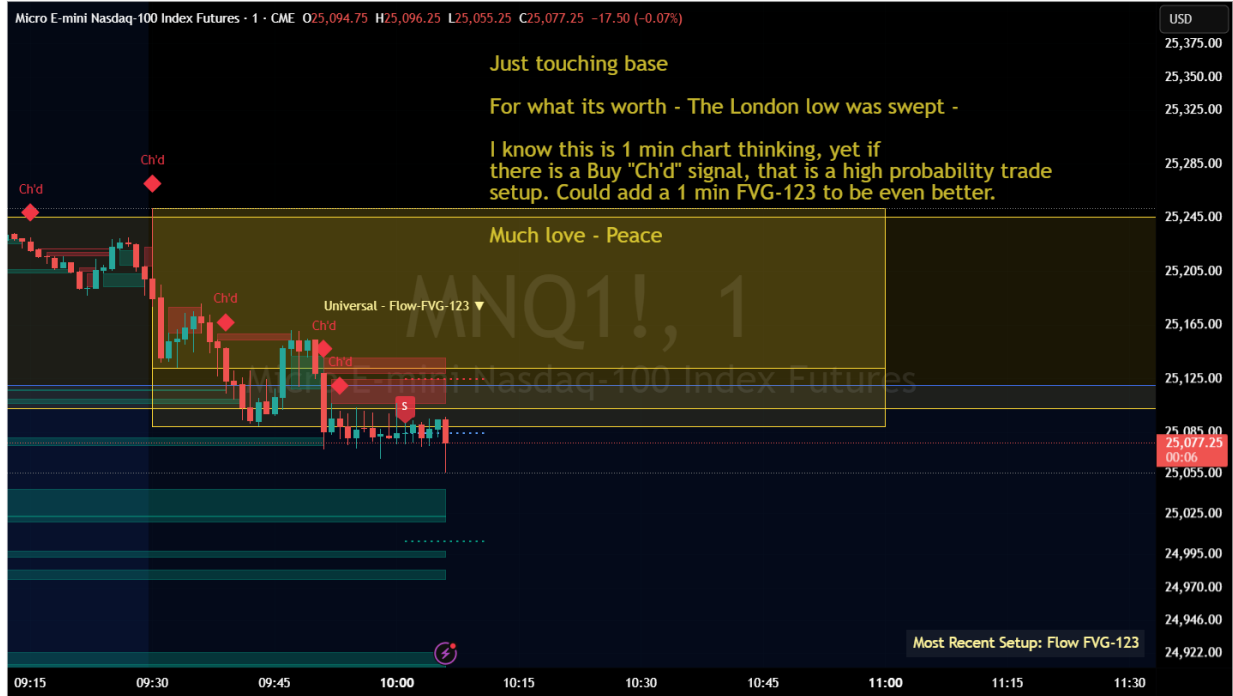 Micro E-mini Nasdaq-100 Index Futures · 1 · CME O25,094.75 H25,096.25 L25,055.25 C25,077.25 −17.50 (−0.07%)
USD
25,375.00
Just touching base
25,350.00
For what its worth - The London low was swept -
25,325.00
I know this is 1 min chart thinking, yet if
there is a Buy "Ch'd" signal, that is a high probability trade
setup. Could add a 1 min FVG-123 to be even better.
25,285.00
Ch'd
Ch'd
25,245.00
Much love - Peace
25,205.00
MNQ1!, 1
Universal - Flow-FVG-123 ▼
Ch'd
Ch'd
25,165.00
Ch'd
Micro E-mini Nasdaq-100 Index Futures
25,125.00
S
25,085.00
25,077.25
00:06
25,055.00
25,025.00
24,995.00
24,970.00
24,946.00
Most Recent Setup: Flow FVG-123
24,922.00
09:15 09:30 09:45 10:00 10:15 10:30 10:45 11:00 11:15 11:30